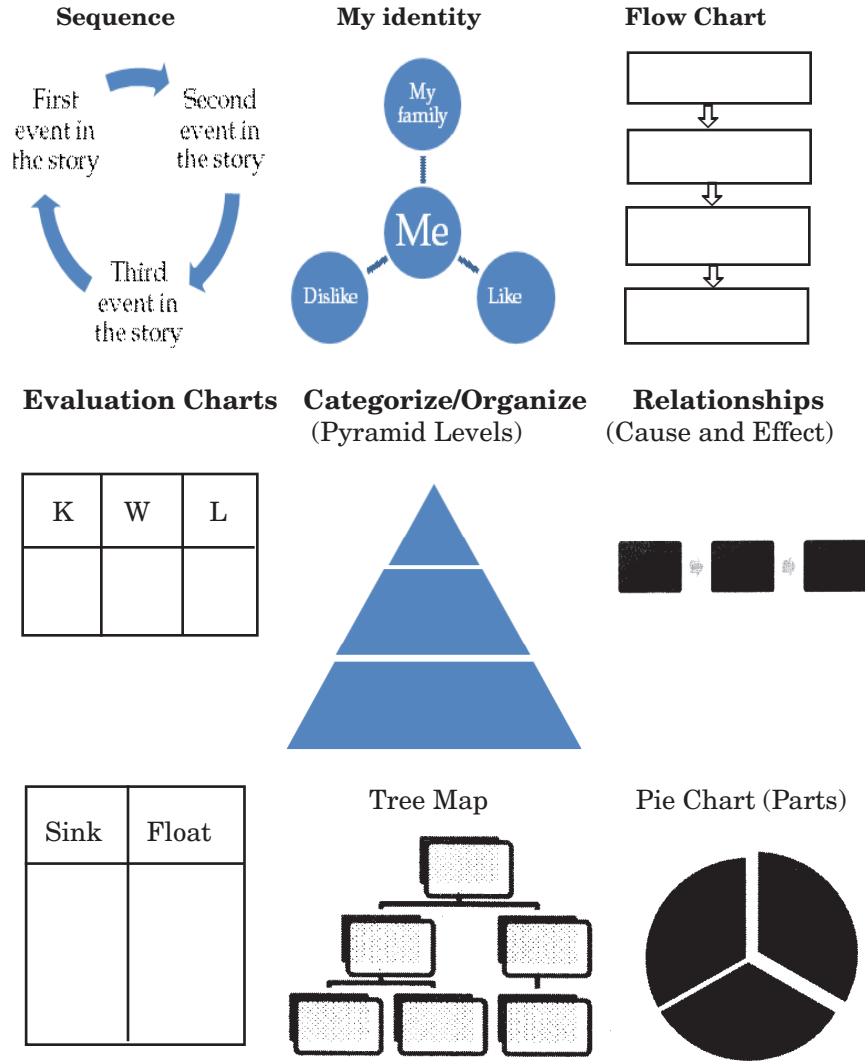 Sequence
My identity
Flow Chart
First
event in
the story
Second
event in
the story
Third
event in
the story
My
family
Me
Dislike
Like
Evaluation Charts
Categorize/Organize
(Pyramid Levels)
Relationships
(Cause and Effect)
K W L
Sink Float
Tree Map
Pie Chart (Parts)